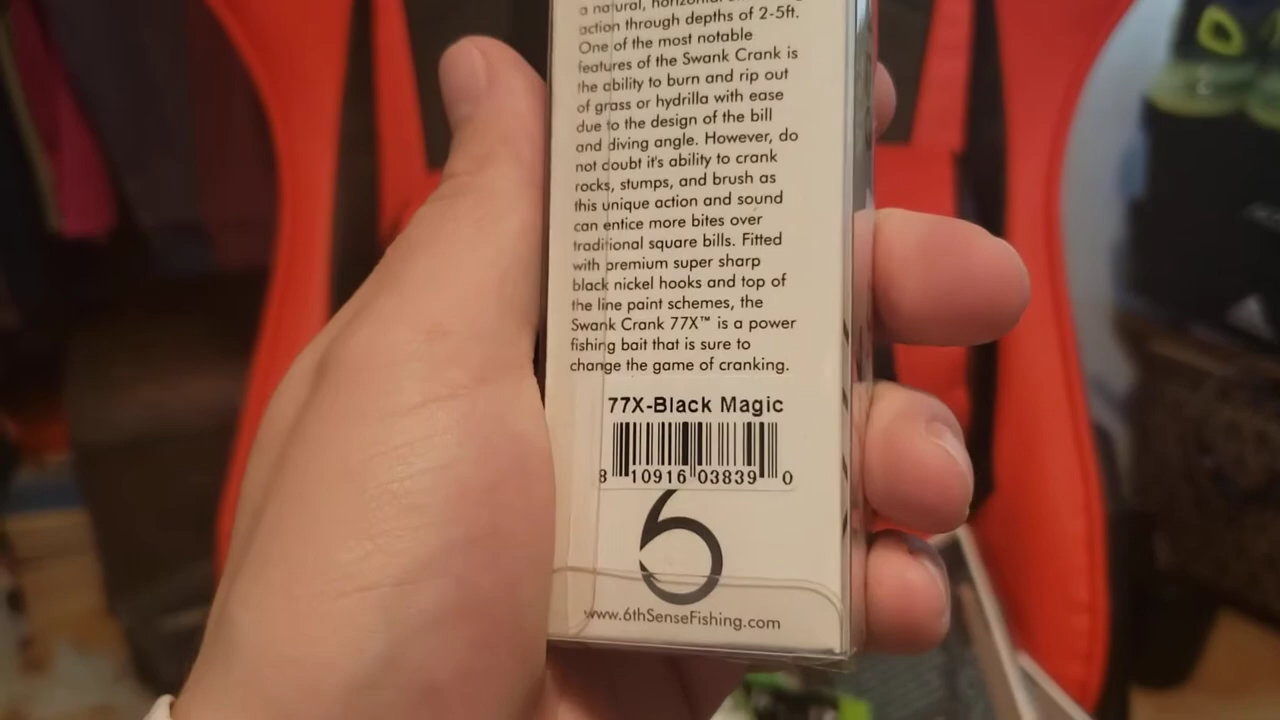 a natural, horizontal
action through depths of 2-5ft.
One of the most notable
features of the Swank Crank is
the ability to burn and rip out
of grass or hydrilla with ease
due to the design of the bill
and diving angle. However, do
not doubt it's ability to crank
rocks, stumps, and brush as
this unique action and sound
can entice more bites over
traditional square bills. Fitted
with premium super sharp
black nickel hooks and top of
the line paint schemes, the
Swank Crank 77X™ is a power
fishing bait that is sure to
change the game of cranking.
77X-Black Magic
8 10916 03839 0
6
www.6thSenseFishing.com